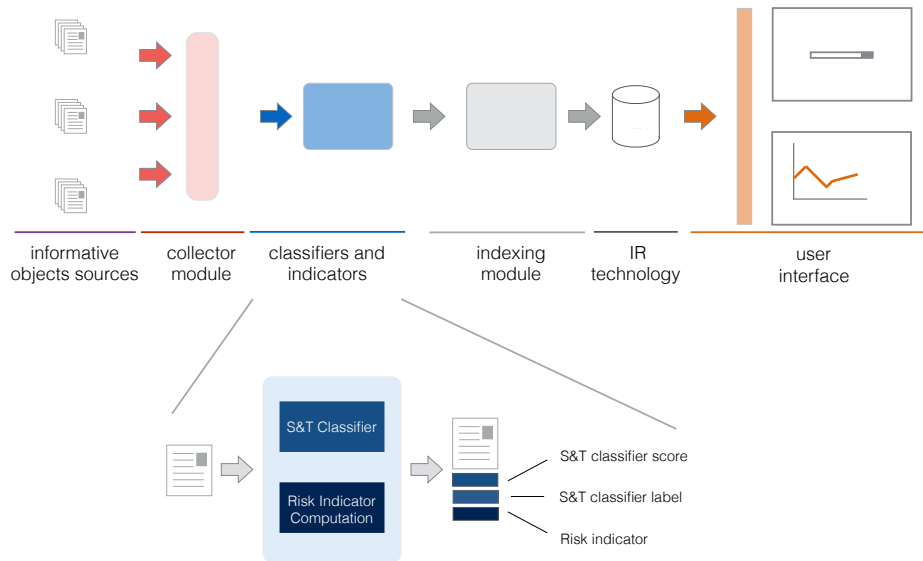 informative
objects sources
collector
module
classifiers and
indicators
indexing
module
IR
technology
user
interface
S&T Classifier
Risk Indicator
Computation
S&T classifier score
S&T classifier label
Risk indicator